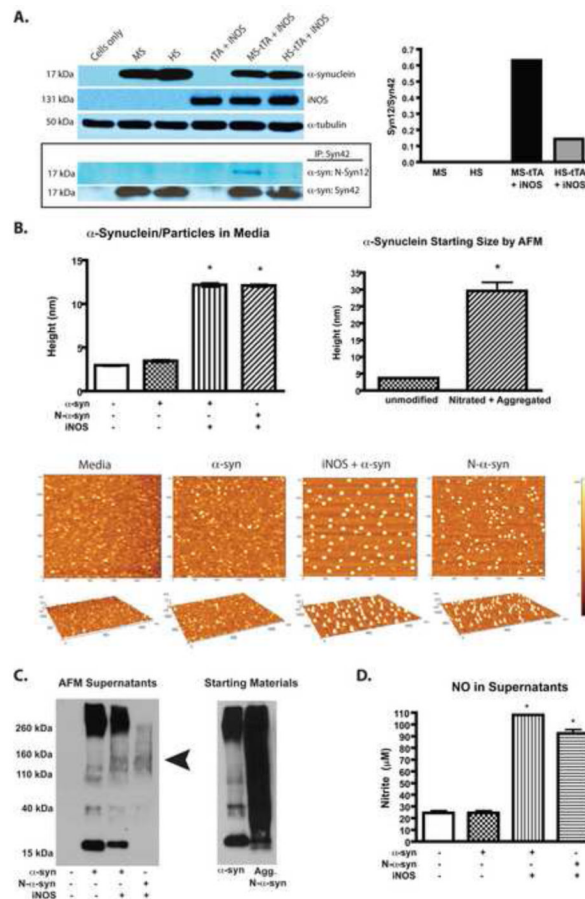 A.
Cells only
MS
HS
tTA + iNOS
MS-tTA + iNOS
HS-tTA + iNOS
17 kDa
α-synuclein
131 kDa
iNOS
50 kDa
α-tubulin
IP: Syn42
17 kDa
α-syn: N-Syn12
17 kDa
α-syn: Syn42
Syn12/Syn42
0.7
0.6
0.5
0.4
0.3
0.2
0.1
0.0
MS
HS
MS-tTA + iNOS
HS-tTA + iNOS
B.
α-Synuclein/Particles in Media
Height (nm)
15
10
5
0
*
*
α-syn - + + -
N-α-syn - - - +
iNOS - - + +
α-Synuclein Starting Size by AFM
Height (nm)
35
30
25
20
15
10
5
0
*
unmodified
Nitrated + Aggregated
Media
α-syn
iNOS + α-syn
N-α-syn
C.
AFM Supernatants
Starting Materials
260 kDa
160 kDa
110 kDa
40 kDa
15 kDa
α-syn - + + -
N-α-syn - - - +
iNOS - - + +
α-syn
Agg.
N-α-syn
D.
NO in Supernatants
Nitrite (μM)
110
100
90
80
70
60
50
40
30
20
10
0
*
*
α-syn - + + -
N-α-syn - - - +
iNOS - - + +